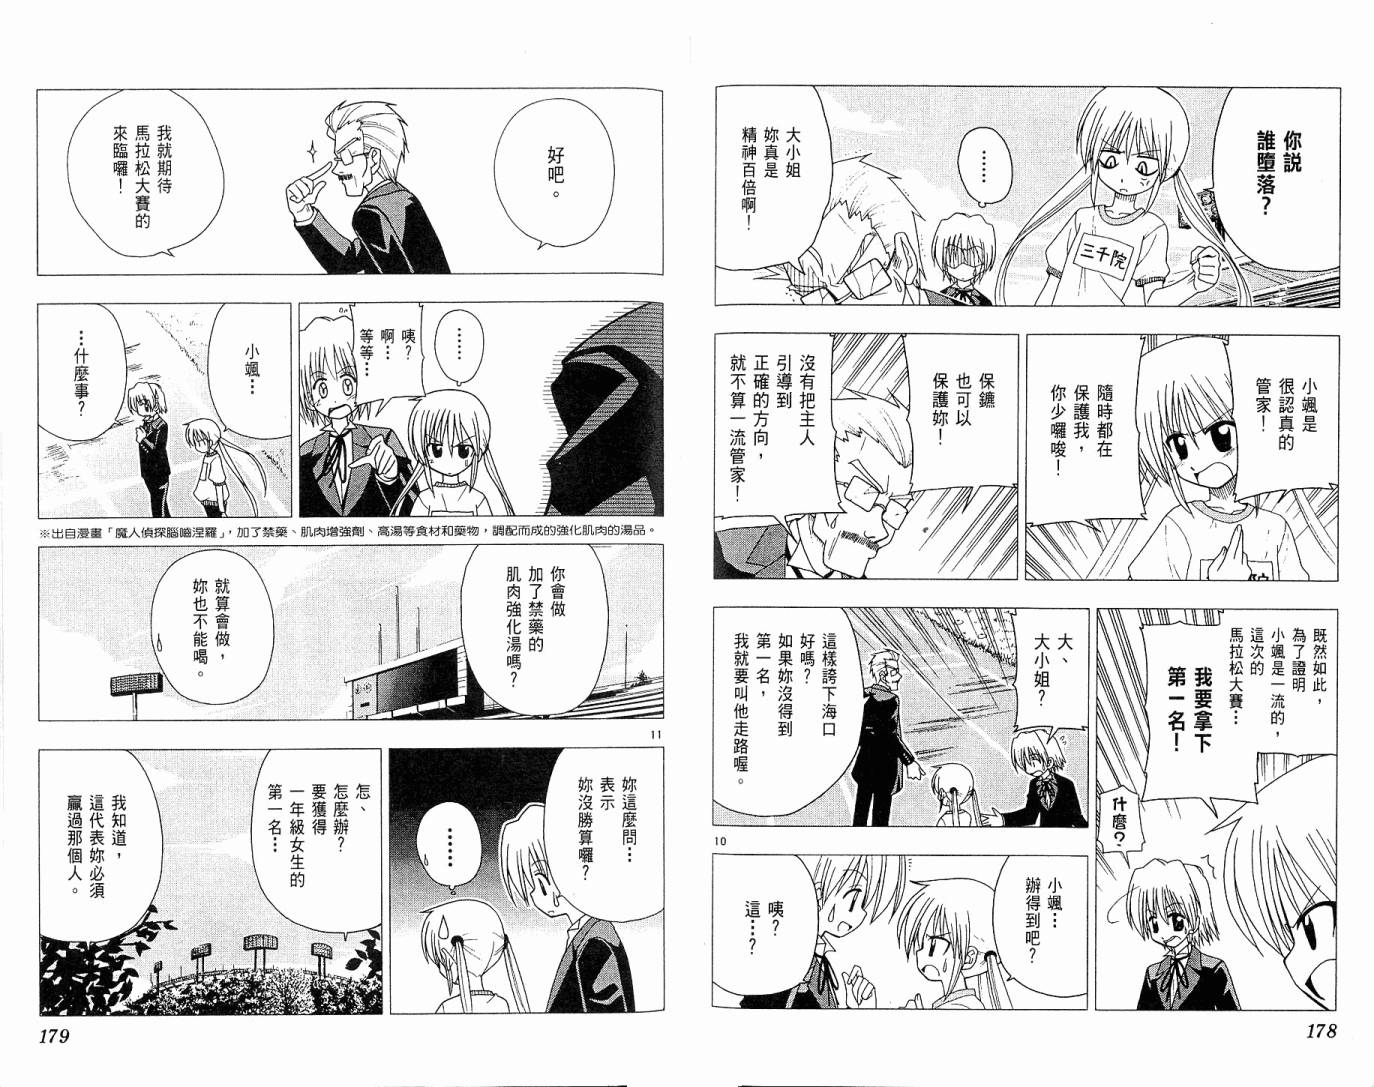 你說
誰墮落？
三千院
……
大小姐
妳真是
精神百倍啊！
小颯是
很認真的
管家！
隨時都在
保護我，
你少囉唆！
保鑣
也可以
保護妳！
沒有把主人
引導到
正確的方向，
就不算一流管家！
既然如此，
為了證明
小颯是一流的，
這次的
馬拉松大賽…
我要拿下
第一名！
什麼？
大、
大小姐？
這樣誇下海口
好嗎？
如果妳沒得到
第一名，
我就要叫他走路喔。
10
小颯…
辦得到吧？
咦？
這…？
178
好吧。
我就期待
馬拉松大賽的
來臨囉！
……
咦？
啊…
等等…
小颯…
…什麼事？
※出自漫畫「魔人偵探腦嚙涅羅」，加了禁藥、肌肉增強劑、高湯等食材和藥物，調配而成的強化肌肉的湯品。
你會做
加了禁藥的
肌肉強化湯嗎？
就算會做，
妳也不能喝。
11
妳這麼問…
表示
妳沒勝算囉？
……
怎、
怎麼辦？
要獲得
一年級女生的
第一名…
我知道，
這代表妳必須
贏過那個人。
179